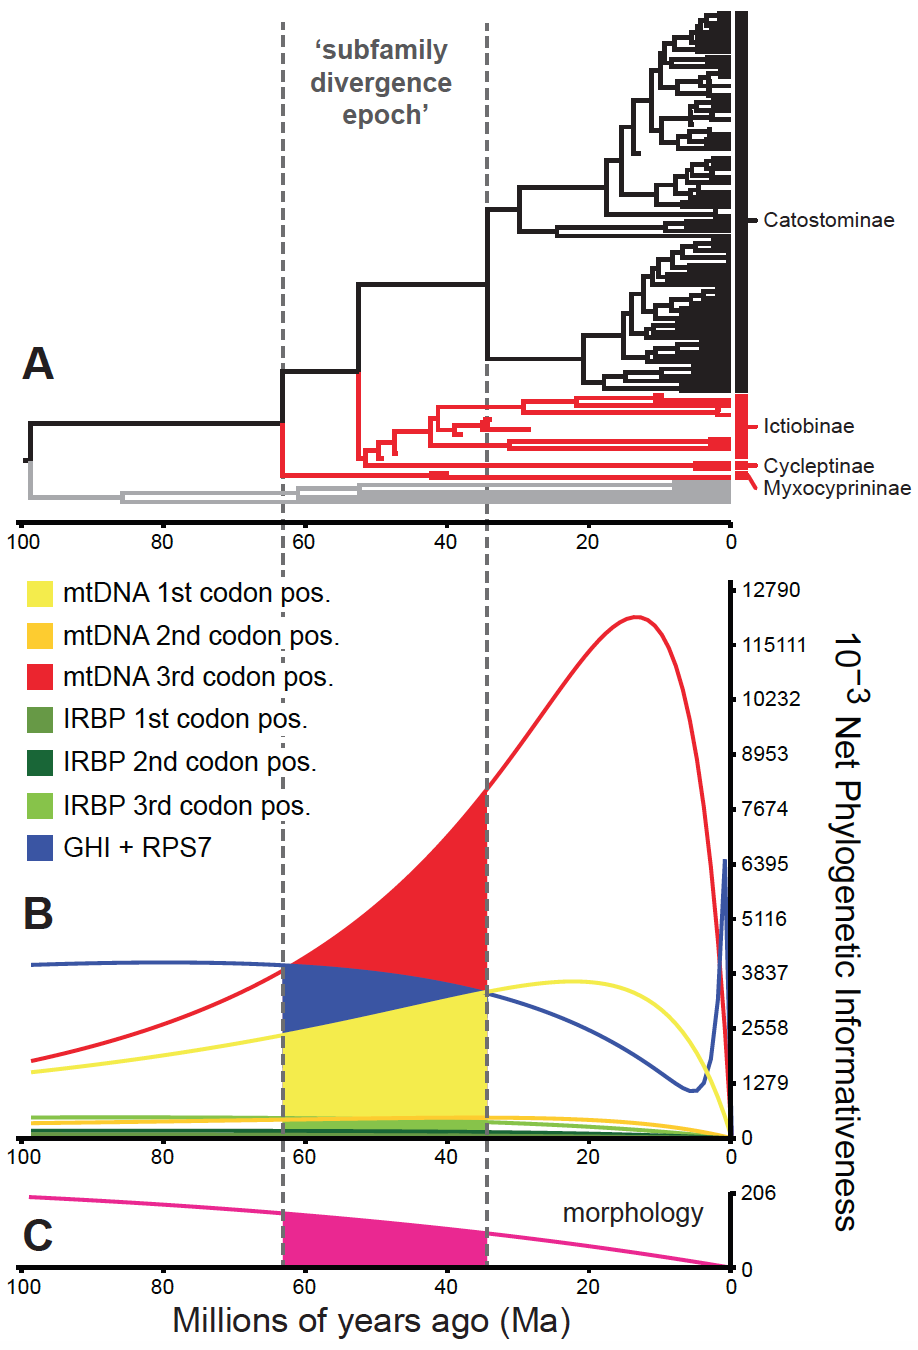 ‘subfamily
divergence
epoch’
Catostominae
A
Ictiobinae
Cycleptinae
Myxocyprininae
100 80 60 40 20 0
mtDNA 1st codon pos.
mtDNA 2nd codon pos.
mtDNA 3rd codon pos.
IRBP 1st codon pos.
IRBP 2nd codon pos.
IRBP 3rd codon pos.
GHI + RPS7
12790
115111
10232
8953
7674
6395
5116
3837
2558
1279
0
10⁻³ Net Phylogenetic Informativeness
B
100 80 60 40 20 0
206
morphology
C
0
100 80 60 40 20 0
Millions of years ago (Ma)